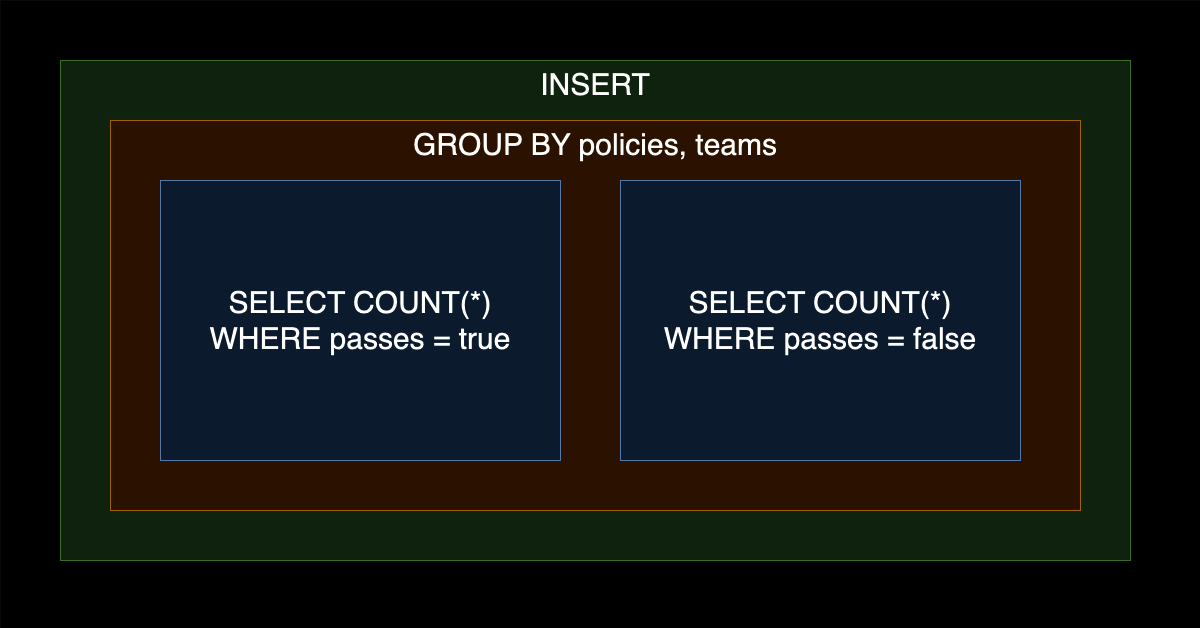 INSERT
GROUP BY policies, teams
SELECT COUNT(*)
WHERE passes = true
SELECT COUNT(*)
WHERE passes = false